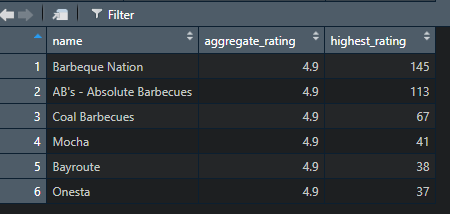 Filter
name aggregate_rating highest_rating
1 Barbeque Nation 4.9 145
2 AB's - Absolute Barbecues 4.9 113
3 Coal Barbecues 4.9 67
4 Mocha 4.9 41
5 Bayroute 4.9 38
6 Onesta 4.9 37